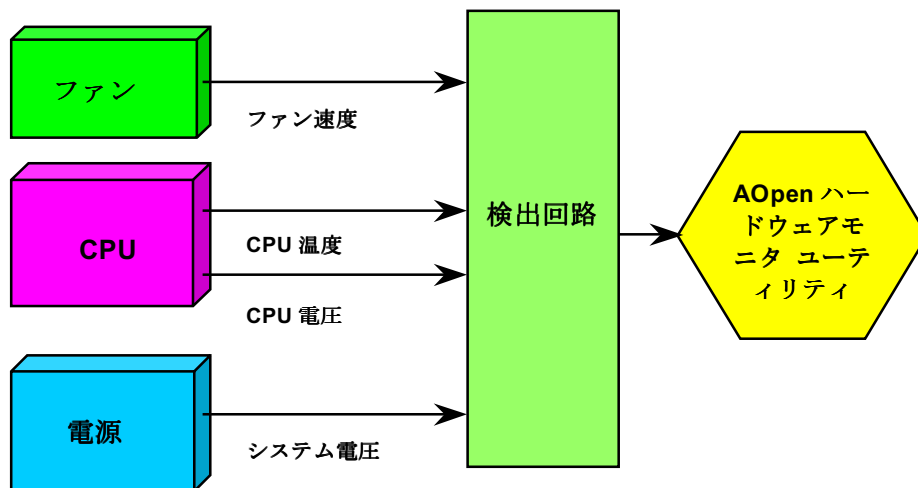 ファン
ファン速度
CPU
CPU 温度
CPU 電圧
電源
システム電圧
検出回路
AOpen ハー
ドウェアモ
ニタ ユーテ
ィリティ